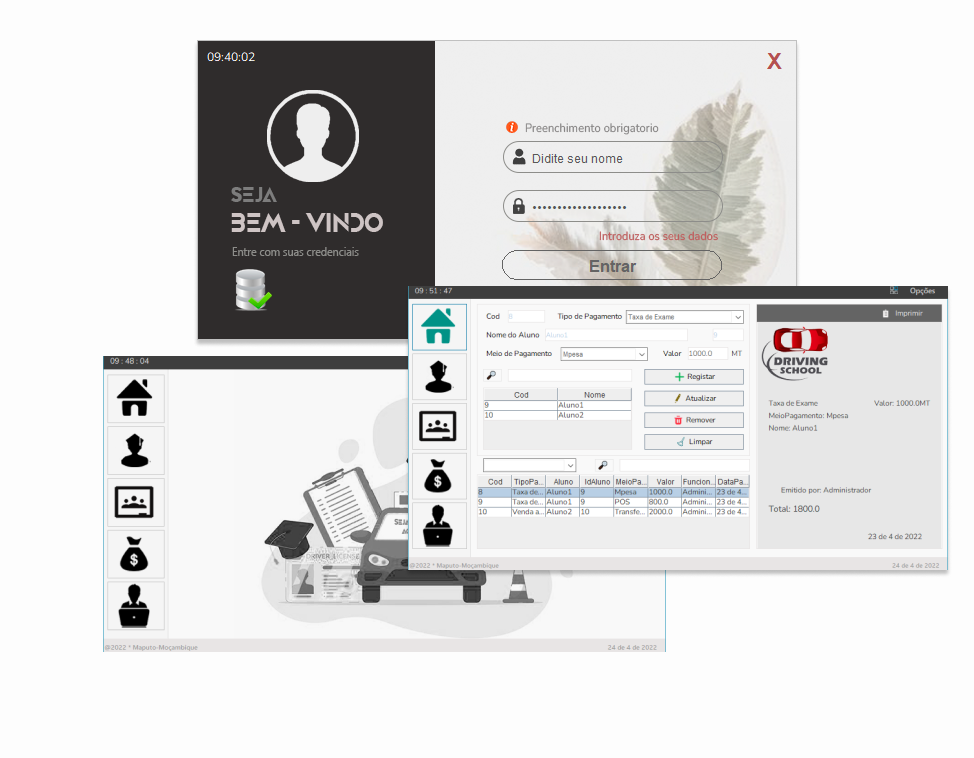 09:40:02
X
Preenchimento obrigatorio
Didite seu nome
SEJA
BEM - VINDO
Introduza os seus dados
Entre com suas credenciais
Entrar
09 : 51 : 47
Opções
Cod
9
Tipo de Pagamento
Taxa de Exame
Imprimir
Nome do Aluno
Aluno1
9
DRIVING
SCHOOL
Meio de Pagamento
Mpesa
Valor
1000.0
MT
Registar
Cod Nome
9 Aluno1
10 Aluno2
Atualizar
Remover
Limpar
Taxa de Exame Valor: 1000.0MT
MeioPagamento: Mpesa
Nome: Aluno1
Cod TipoPa... Aluno IdAluno MeioPa... Valor Funcion... DataPa...
8 Taxa de... Aluno1 9 Mpesa 1000.0 Admini... 23 de 4...
9 Taxa de... Aluno1 9 POS 800.0 Admini... 23 de 4...
10 Venda a... Aluno2 10 Transfe... 2000.0 Admini... 23 de 4...
Emitido por: Administrador
Total: 1800.0
23 de 4 de 2022
@2022 * Maputo-Moçambique
24 de 4 de 2022
09 : 48 : 04
SEJA
DRIVER LICENSE
@2022 * Maputo-Moçambique
24 de 4 de 2022